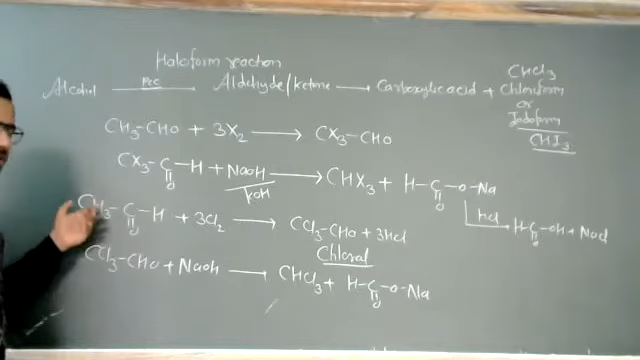 Haloform reaction
Alcohol —PCC→ Aldehyde/ketone → Carboxylic acid + CHCl3
Chloroform
or
Iodoform
CHI3
CH3-CHO + 3X2 → CX3-CHO
CX3-C-H + NaOH → CHX3 + H-C-O-Na
O
KOH
O
HCl
H-C-OH + NaCl
O
CH3-C-H + 3Cl2 → CCl3-CHO + 3HCl
O
Chloral
CCl3-CHO + NaOH → CHCl3 + H-C-O-Na
O